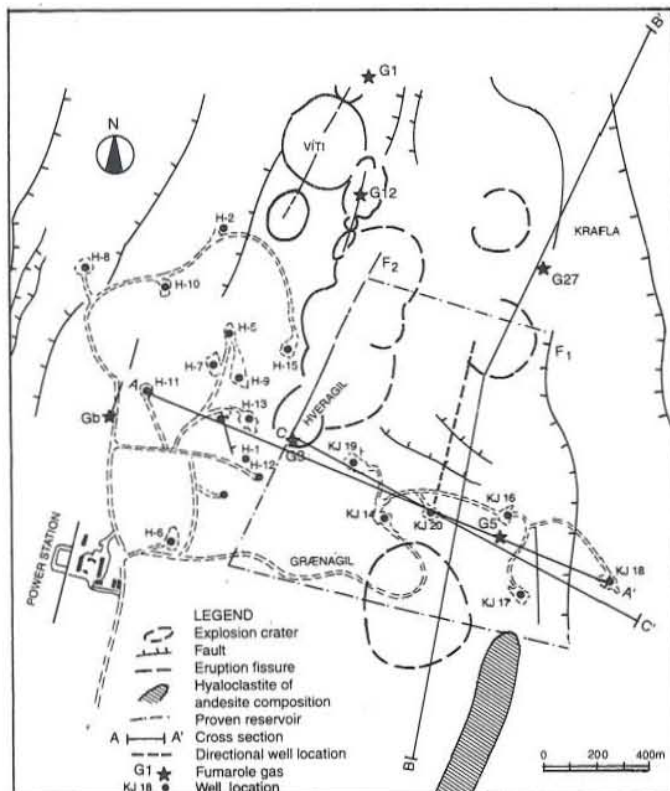 B'
G1
N
VÍTI
G12
H-2
KRAFLA
H-8
F2
G27
H-10
H-5
F1
H-15
H-7
H-9
A
H-11
HVERAGIL
Gb
H-13
C
G3
H-1
KJ 19
H-12
KJ 16
KJ 14
KJ 20
G5
H-6
POWER STATION
GRÆNAGIL
KJ 18
A'
KJ 17
C'
LEGEND
Explosion crater
Fault
Eruption fissure
Hyaloclastite of
andesite composition
Proven reservoir
A A' Cross section
Directional well location
G1 Fumarole gas
KJ 18 Well location
B
0 200 400m